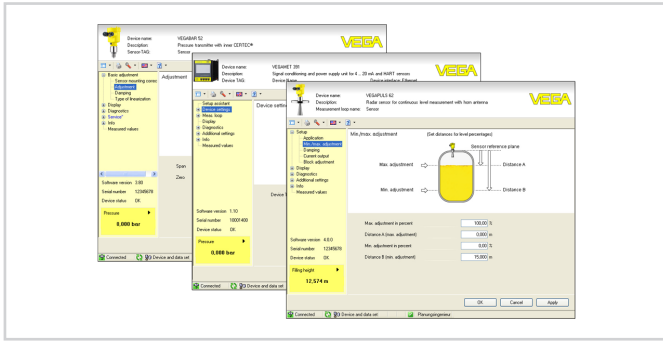 Device name: VEGABAR 52
Description: Pressure transmitter with inner CERTEC®
Sensor-TAG: Sensor
VEGA
Basic adjustment
Sensor mounting corre
Adjustment
Damping
Type of linearization
Display
Diagnostics
Service
Info
Measured values
Adjustment
Span
Zero
Software version 3.80
Serial number 12345678
Device status OK
Pressure
0,000 bar
Connected Device and data set
Device name: VEGAMET 391
Description: Signal conditioning and power supply unit for 4 ... 20 mA and HART sensors
Device TAG: Device Name Device interface: Ethernet
VEGA
Setup assistant
Device settings
Meas. loop
Display
Diagnostics
Additional settings
Info
Measured values
Software version 1.10
Serial number 10001400
Device status OK
Pressure
0,000 bar
Connected Device and data set
Device name: VEGAPULS 62
Description: Radar sensor for continuous level measurement with horn antenna
Measurement loop name: Sensor
VEGA
Setup
Application
Min./max. adjustment
Damping
Current output
Block adjustment
Display
Diagnostics
Additional settings
Info
Measured values
Min./max. adjustment (Set distances for level percentages)
Sensor reference plane
Max. adjustment Distance A
Min. adjustment Distance B
Max. adjustment in percent 100,00 %
Distance A (max. adjustment) 0,000 m
Min. adjustment in percent 0,00 %
Distance B (min. adjustment) 15,000 m
Software version 4.0.0
Serial number 12345678
Device status OK
Filling height
12,574 m
OK Cancel Apply
Connected Device and data set Planungsingenieur: